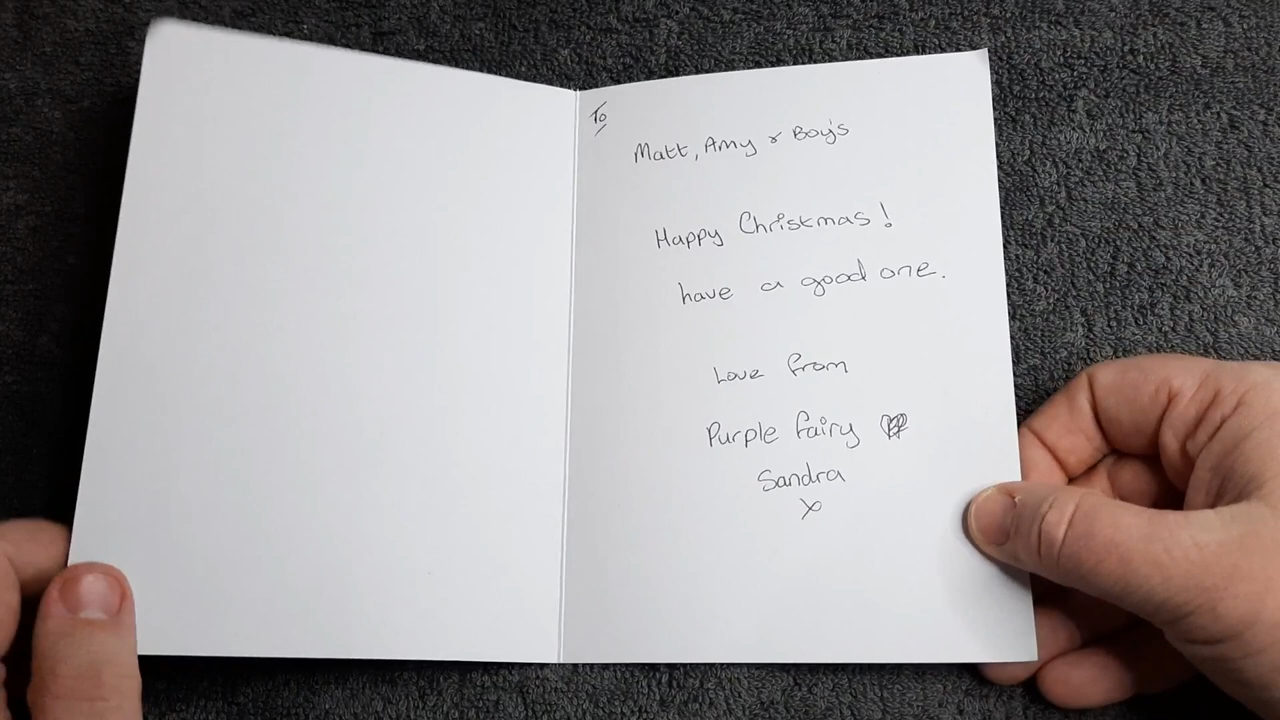 To
Matt, Amy & Boy's
Happy Christmas!
have a good one.
Love from
Purple fairy
Sandra
x